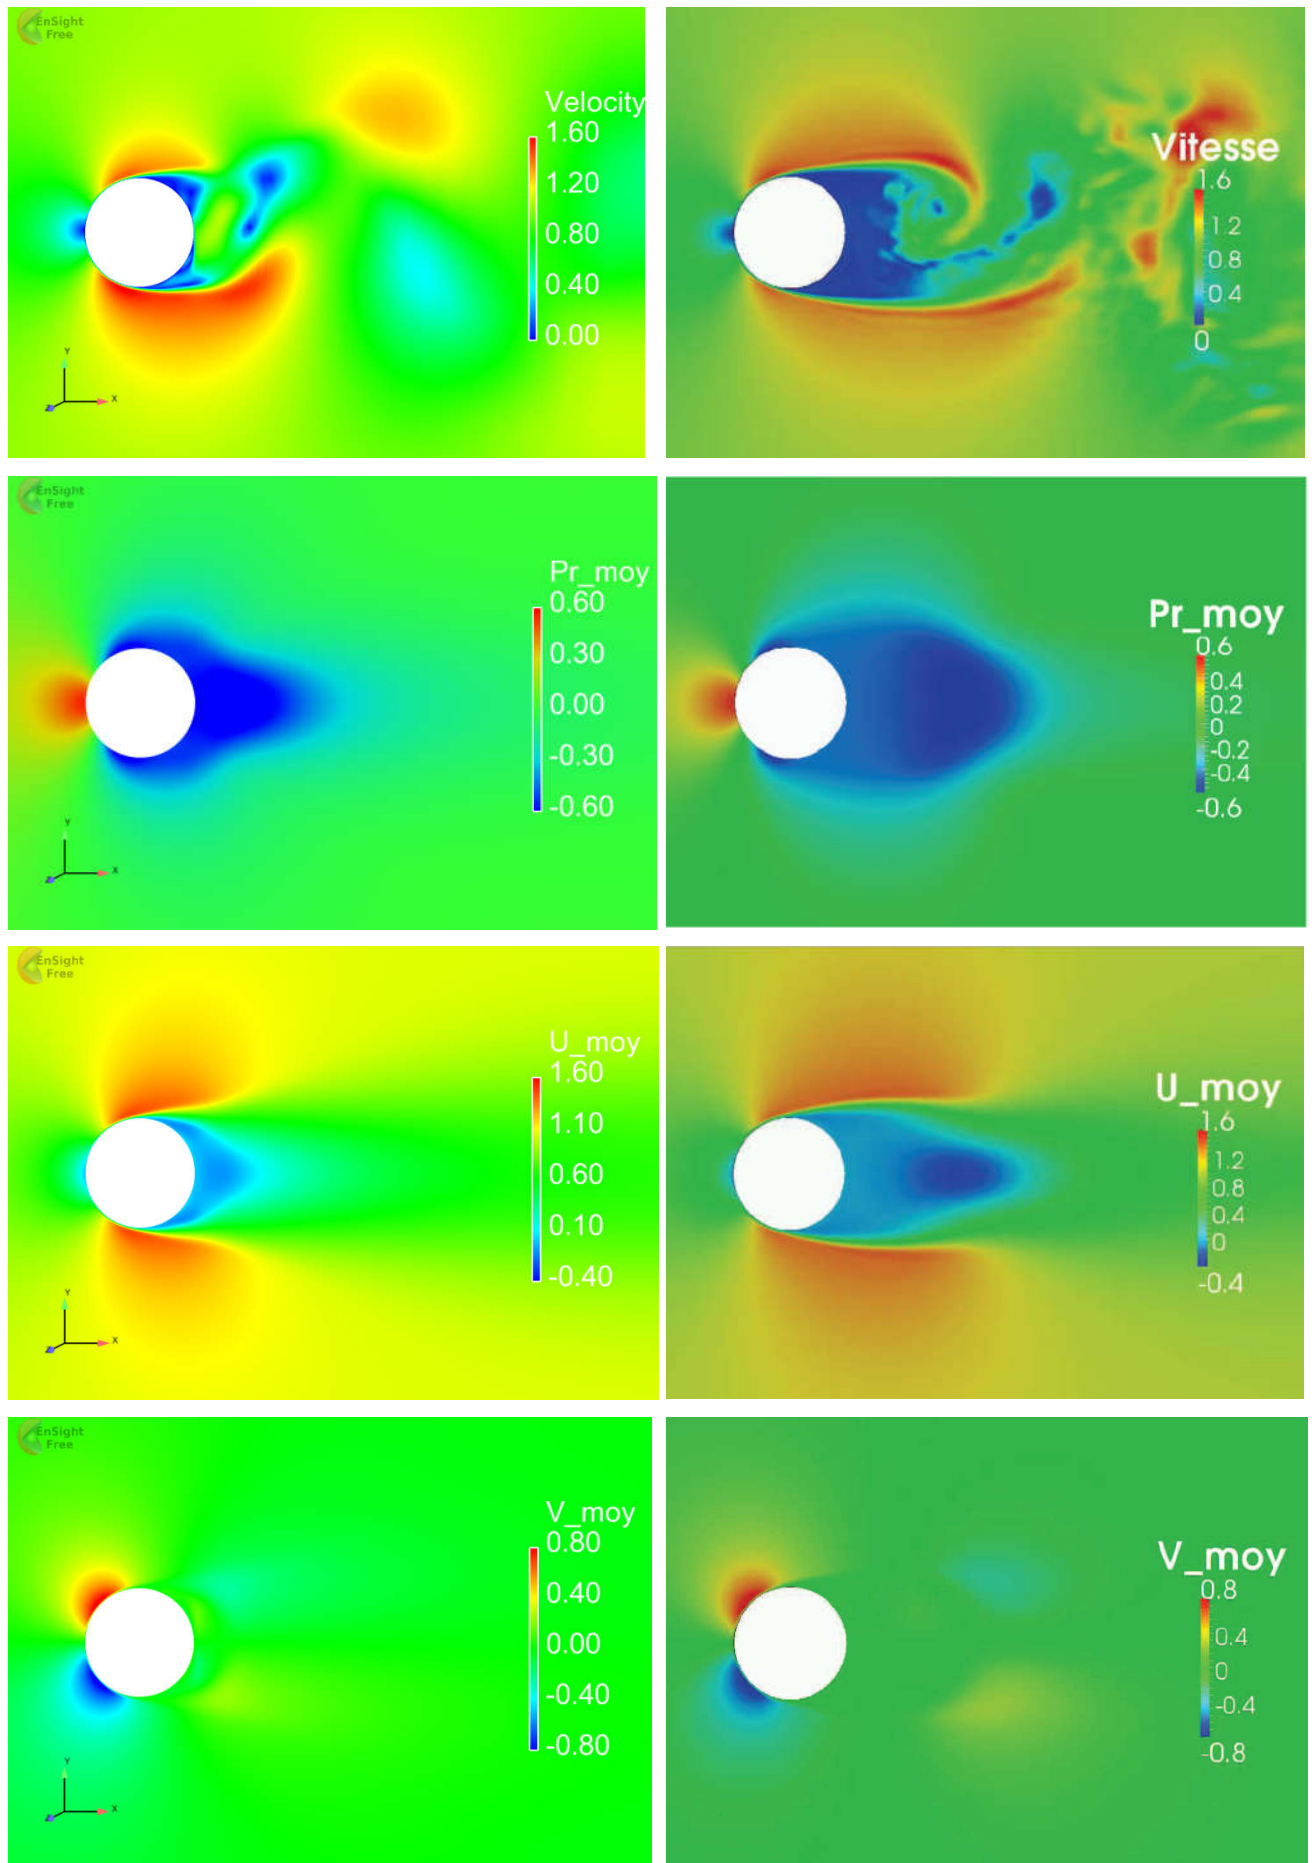 EnSight
Free
Velocity
1.60
1.20
0.80
0.40
0.00
Y
X
Z
Vitesse
1.6
1.2
0.8
0.4
0
EnSight
Free
Pr_moy
0.60
0.30
0.00
-0.30
-0.60
Y
X
Z
Pr_moy
0.6
0.4
0.2
0
-0.2
-0.4
-0.6
EnSight
Free
U_moy
1.60
1.10
0.60
0.10
-0.40
Y
X
Z
U_moy
1.6
1.2
0.8
0.4
0
-0.4
EnSight
Free
V_moy
0.80
0.40
0.00
-0.40
-0.80
Y
X
Z
V_moy
0.8
0.4
0
-0.4
-0.8